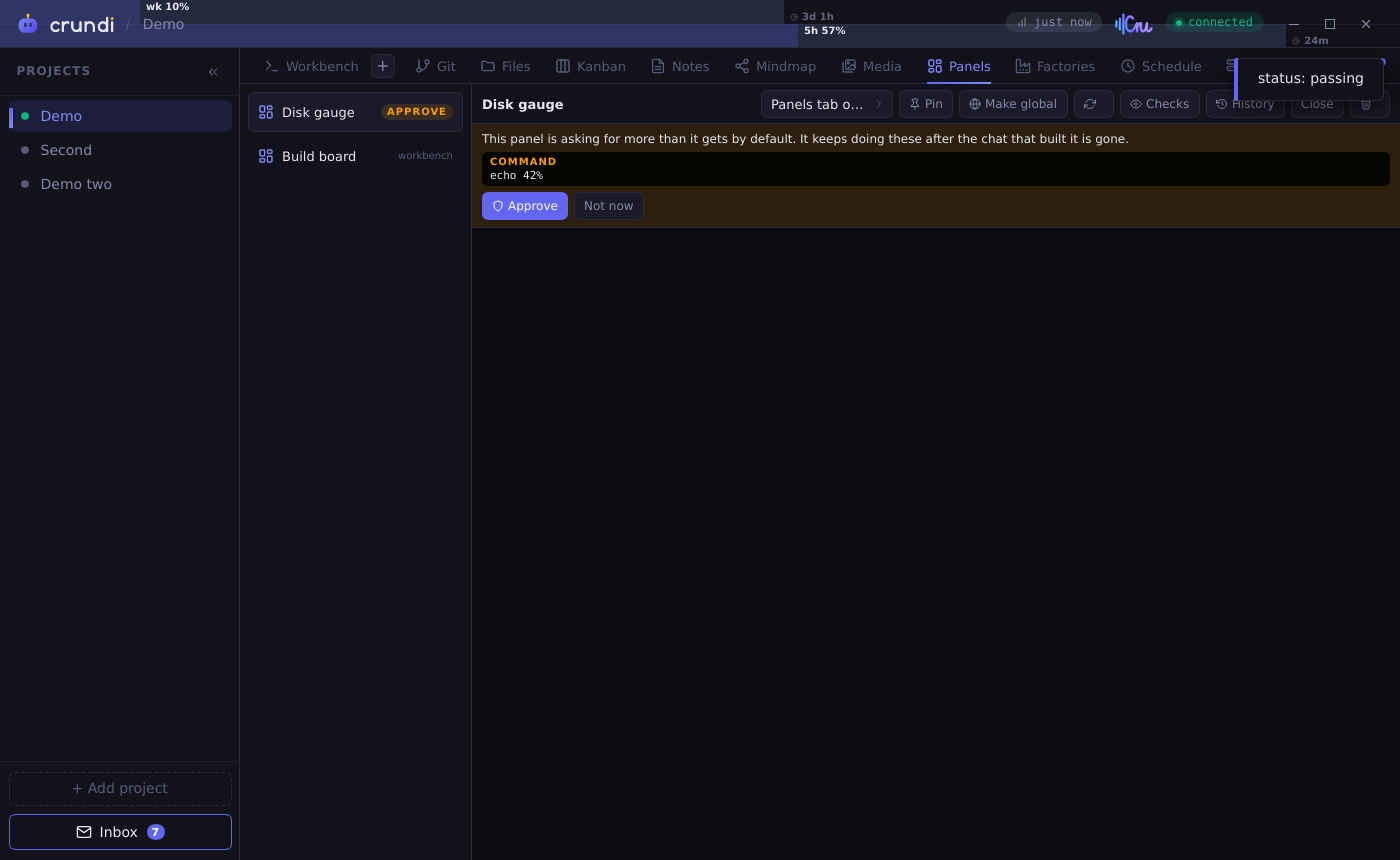 wk 10%
crundi / Demo
3d 1h
5h 57%
just now
Cru
connected
24m
PROJECTS
Demo
Second
Demo two
+ Add project
Inbox 7
Workbench + Git Files Kanban Notes Mindmap Media Panels Factories Schedule
status: passing
Disk gauge APPROVE
Build board workbench
Disk gauge
Panels tab o... Pin Make global Checks History Close
This panel is asking for more than it gets by default. It keeps doing these after the chat that built it is gone.
COMMAND
echo 42%
Approve Not now